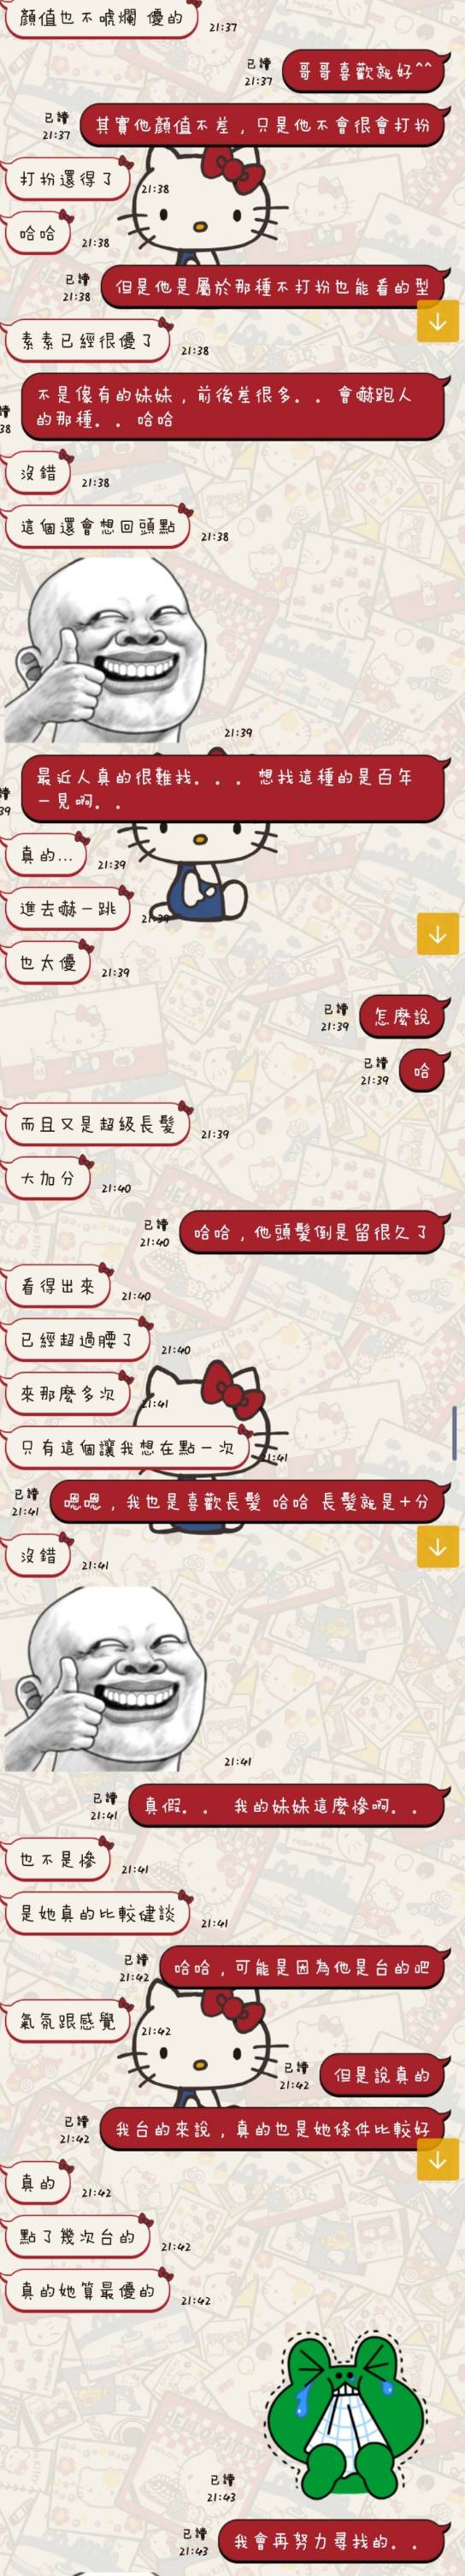 顏值也不唬爛 優的
21:37
已讀
21:37
哥哥喜歡就好^^
已讀
21:37
其實他顏值不差，只是他不會很會打扮
打扮還得了
21:38
哈哈
21:38
已讀
21:38
但是他是屬於那種不打扮也能看的型
素素已經很優了
21:38
不是像有的妹妹，前後差很多．．會嚇跑人
的那種．．哈哈
讀
38
沒錯
21:38
這個還會想回頭點
21:38
21:39
最近人真的很難找．．．想找這種的是百年
一見啊．．
讀
39
真的...
21:39
進去嚇一跳
21:39
也太優
21:39
已讀
21:39
怎麼說
已讀
21:39
哈
而且又是超級長髮
21:39
大加分
21:40
已讀
21:40
哈哈，他頭髮倒是留很久了
看得出來
21:40
已經超過腰了
21:40
來那麼多次
21:41
只有這個讓我想在點一次
21:41
已讀
21:41
嗯嗯，我也是喜歡長髮 哈哈 長髮就是十分
沒錯
21:41
21:41
已讀
21:41
真假．． 我的妹妹這麼慘啊．．
也不是慘
21:41
是她真的比較健談
21:41
已讀
21:42
哈哈，可能是因為他是台的吧
氣氛跟感覺
21:42
已讀
21:42
但是說真的
已讀
21:42
我台的來說，真的也是她條件比較好
真的
21:42
點了幾次台的
21:42
真的她算最優的
21:42
已讀
21:43
已讀
21:43
我會再努力尋找的．．